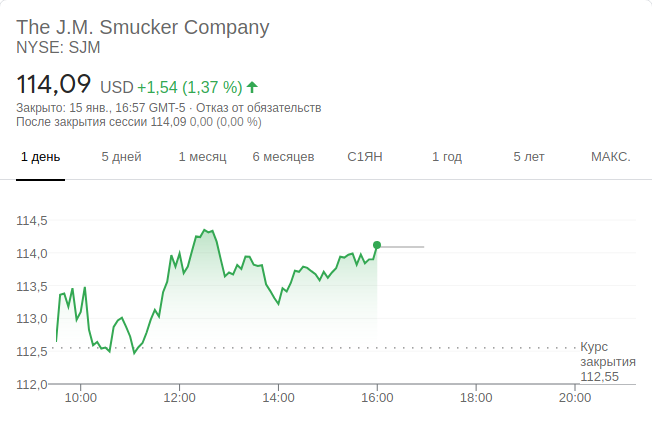 The J.M. Smucker Company
NYSE: SJM
114,09 USD +1,54 (1,37 %)
Закрыто: 15 янв., 16:57 GMT-5 · Отказ от обязательств
После закрытия сессии 114,09 0,00 (0,00 %)
1 день 5 дней 1 месяц 6 месяцев С1ЯН 1 год 5 лет МАКС.
114,5
114,0
113,5
113,0
112,5
112,0
Курс
закрытия
112,55
10:00 12:00 14:00 16:00 18:00 20:00